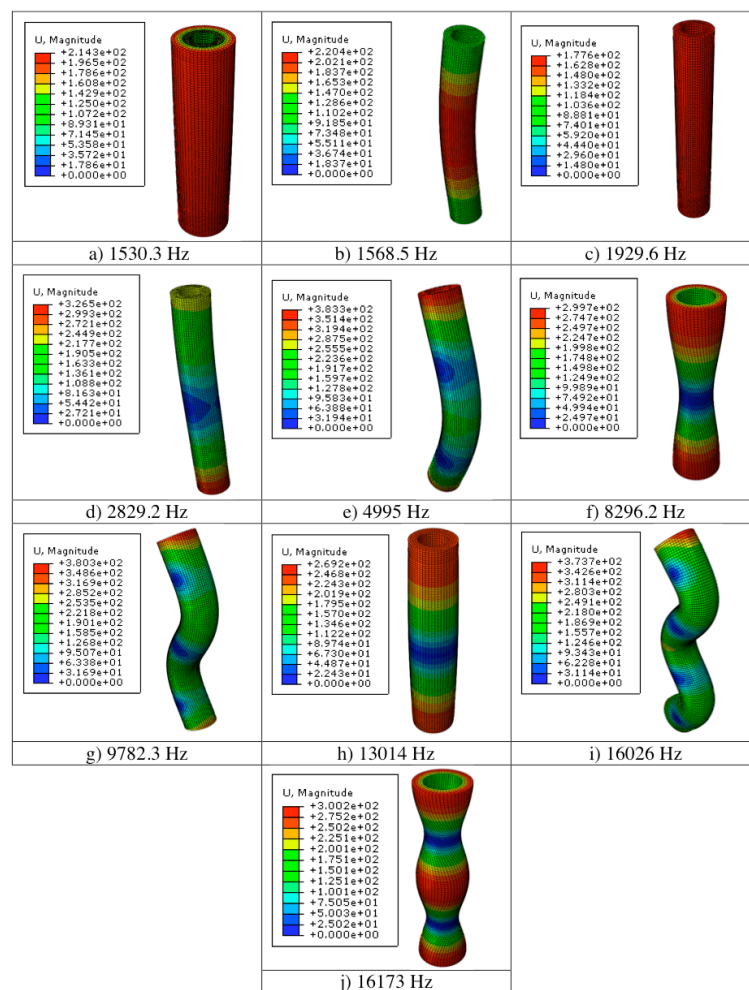 U, Magnitude
+2.143e+02
+1.965e+02
+1.786e+02
+1.608e+02
+1.429e+02
+1.250e+02
+1.072e+02
+8.931e+01
+7.145e+01
+5.358e+01
+3.572e+01
+1.786e+01
+0.000e+00
a) 1530.3 Hz
U, Magnitude
+2.204e+02
+2.021e+02
+1.837e+02
+1.653e+02
+1.470e+02
+1.286e+02
+1.102e+02
+9.185e+01
+7.348e+01
+5.511e+01
+3.674e+01
+1.837e+01
+0.000e+00
b) 1568.5 Hz
U, Magnitude
+1.776e+02
+1.628e+02
+1.480e+02
+1.332e+02
+1.184e+02
+1.036e+02
+8.881e+01
+7.401e+01
+5.920e+01
+4.440e+01
+2.960e+01
+1.480e+01
+0.000e+00
c) 1929.6 Hz
U, Magnitude
+3.265e+02
+2.993e+02
+2.721e+02
+2.449e+02
+2.177e+02
+1.905e+02
+1.633e+02
+1.361e+02
+1.088e+02
+8.163e+01
+5.442e+01
+2.721e+01
+0.000e+00
d) 2829.2 Hz
U, Magnitude
+3.833e+02
+3.514e+02
+3.194e+02
+2.875e+02
+2.555e+02
+2.236e+02
+1.917e+02
+1.597e+02
+1.278e+02
+9.583e+01
+6.388e+01
+3.194e+01
+0.000e+00
e) 4995 Hz
U, Magnitude
+2.997e+02
+2.747e+02
+2.497e+02
+2.247e+02
+1.998e+02
+1.748e+02
+1.498e+02
+1.249e+02
+9.989e+01
+7.492e+01
+4.994e+01
+2.497e+01
+0.000e+00
f) 8296.2 Hz
U, Magnitude
+3.803e+02
+3.486e+02
+3.169e+02
+2.852e+02
+2.535e+02
+2.218e+02
+1.901e+02
+1.585e+02
+1.268e+02
+9.507e+01
+6.338e+01
+3.169e+01
+0.000e+00
g) 9782.3 Hz
U, Magnitude
+2.692e+02
+2.468e+02
+2.243e+02
+2.019e+02
+1.795e+02
+1.570e+02
+1.346e+02
+1.122e+02
+8.974e+01
+6.730e+01
+4.487e+01
+2.243e+01
+0.000e+00
h) 13014 Hz
U, Magnitude
+3.737e+02
+3.426e+02
+3.114e+02
+2.803e+02
+2.491e+02
+2.180e+02
+1.869e+02
+1.557e+02
+1.246e+02
+9.343e+01
+6.228e+01
+3.114e+01
+0.000e+00
i) 16026 Hz
U, Magnitude
+3.002e+02
+2.752e+02
+2.502e+02
+2.251e+02
+2.001e+02
+1.751e+02
+1.501e+02
+1.251e+02
+1.001e+02
+7.505e+01
+5.003e+01
+2.502e+01
+0.000e+00
j) 16173 Hz